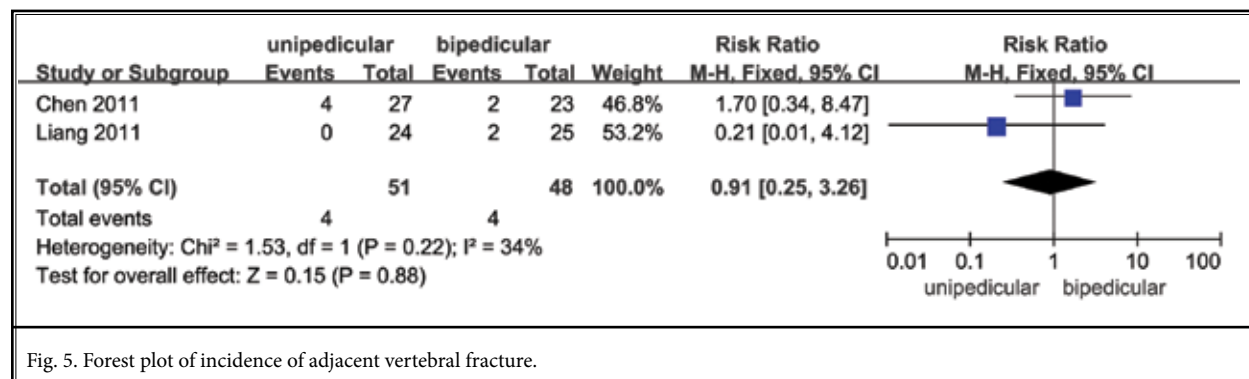 unipedicular bipedicular Risk Ratio Risk Ratio
Study or Subgroup Events Total Events Total Weight M-H, Fixed, 95% CI M-H, Fixed, 95% CI
Chen 2011 4 27 2 23 46.8% 1.70 [0.34, 8.47]
Liang 2011 0 24 2 25 53.2% 0.21 [0.01, 4.12]
Total (95% CI) 51 48 100.0% 0.91 [0.25, 3.26]
Total events 4 4
Heterogeneity: Chi² = 1.53, df = 1 (P = 0.22); I² = 34%
Test for overall effect: Z = 0.15 (P = 0.88)
0.01 0.1 1 10 100
unipedicular bipedicular
Fig. 5. Forest plot of incidence of adjacent vertebral fracture.